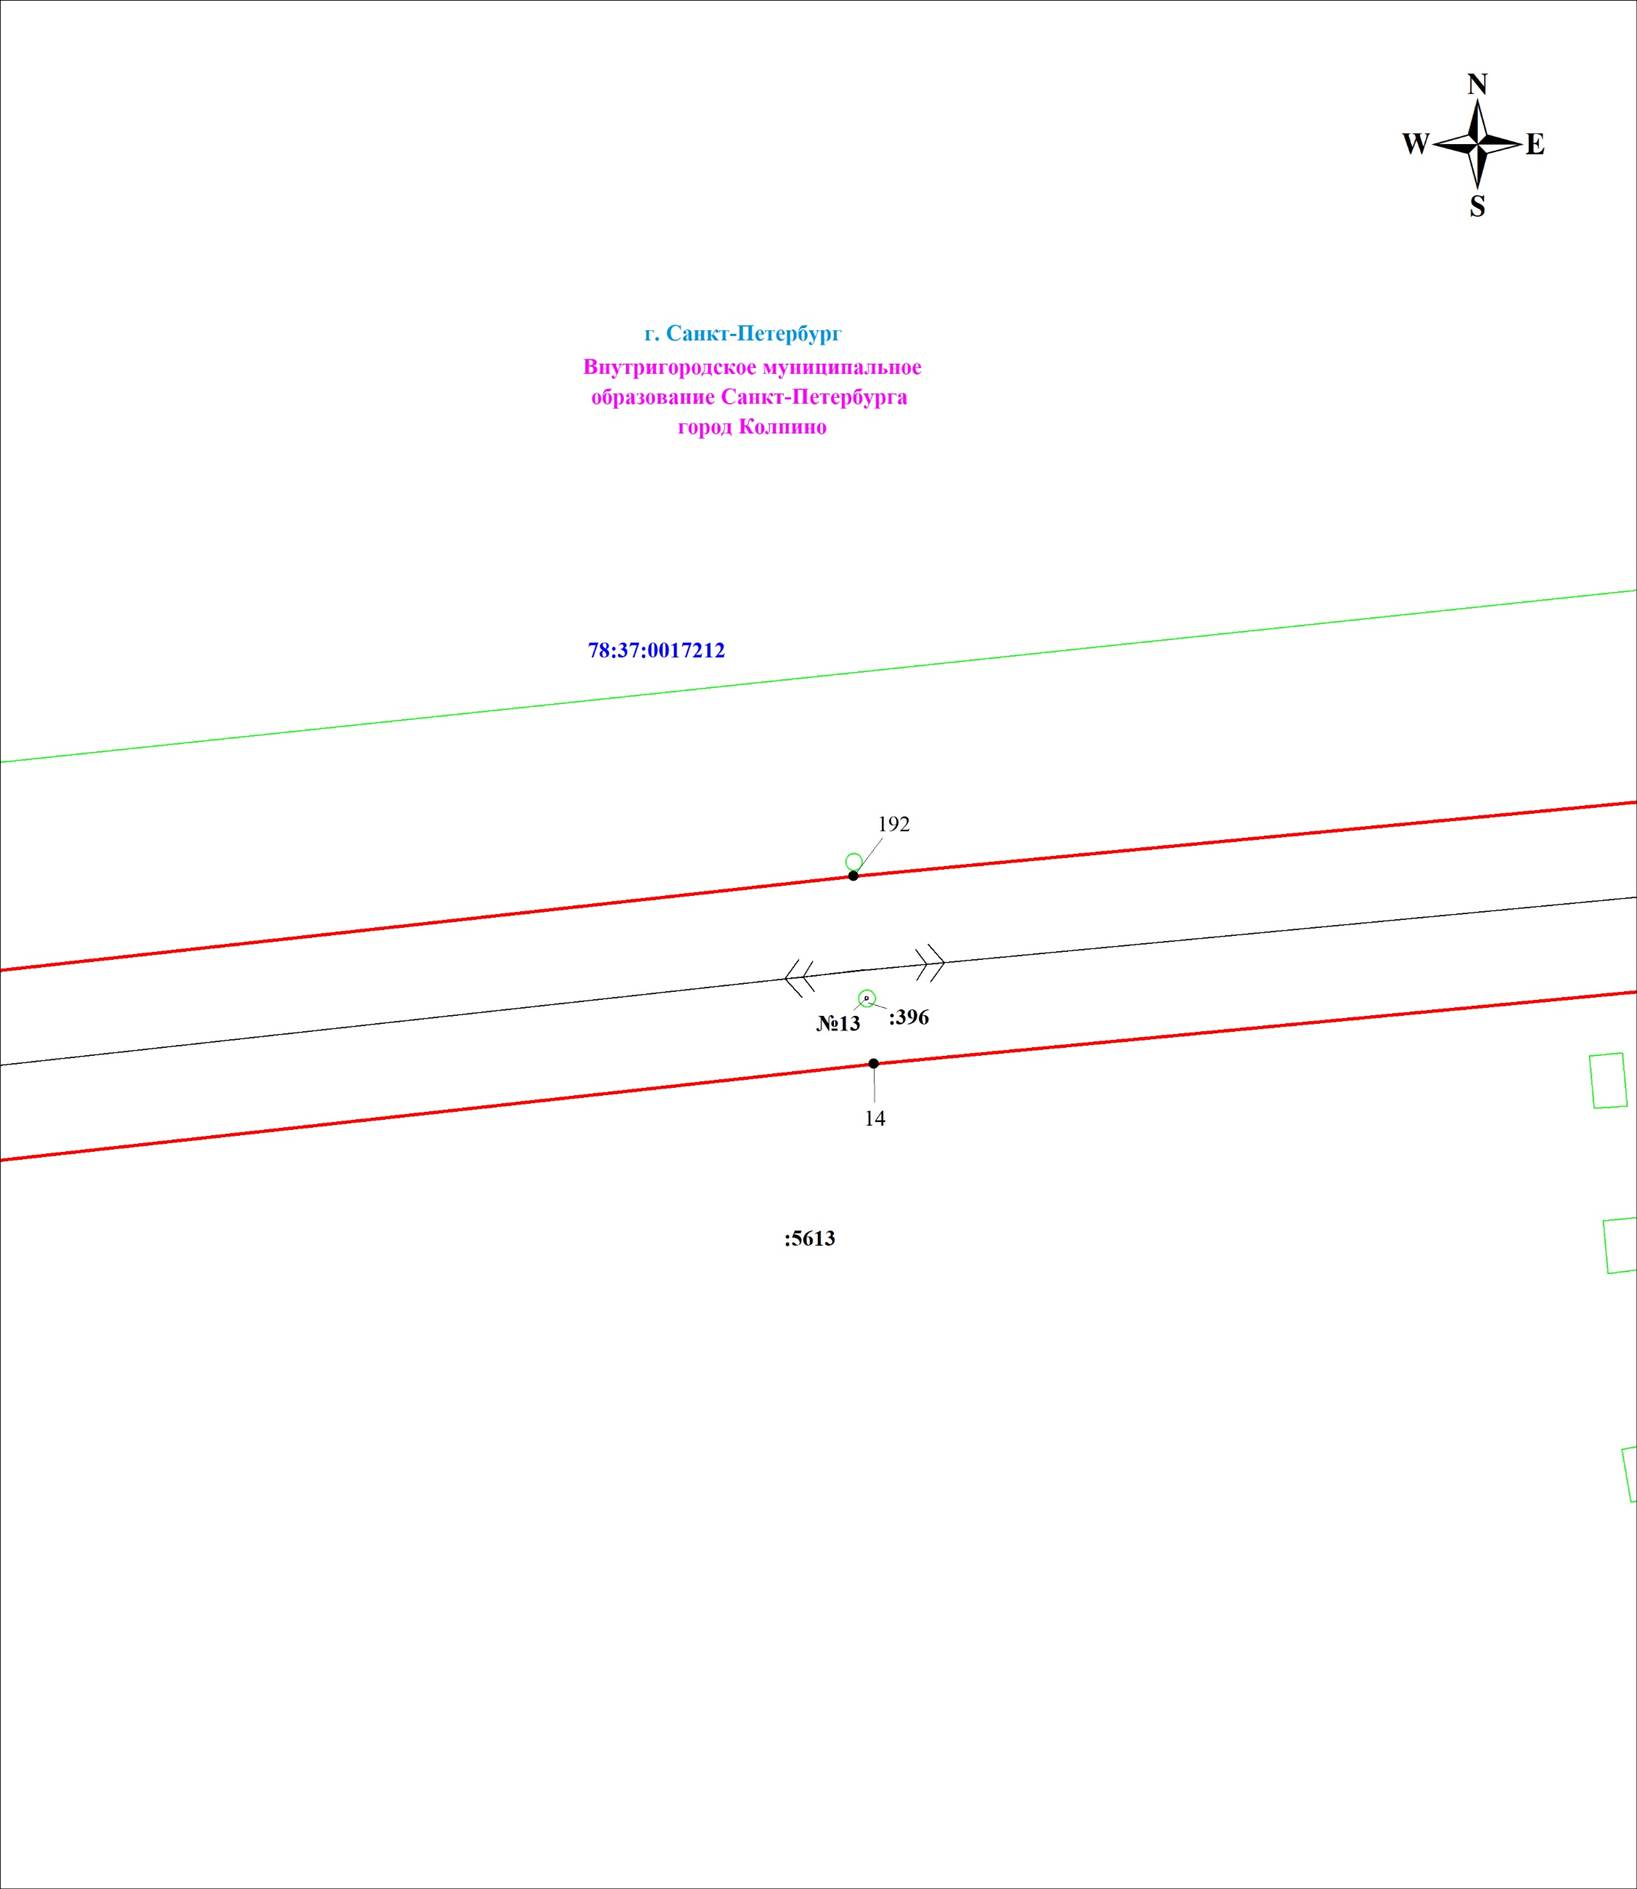 N
W
E
S
г. Санкт-Петербург
Внутригородское муниципальное
образование Санкт-Петербурга
город Колпино
78:37:0017212
192
№13
:396
14
:5613